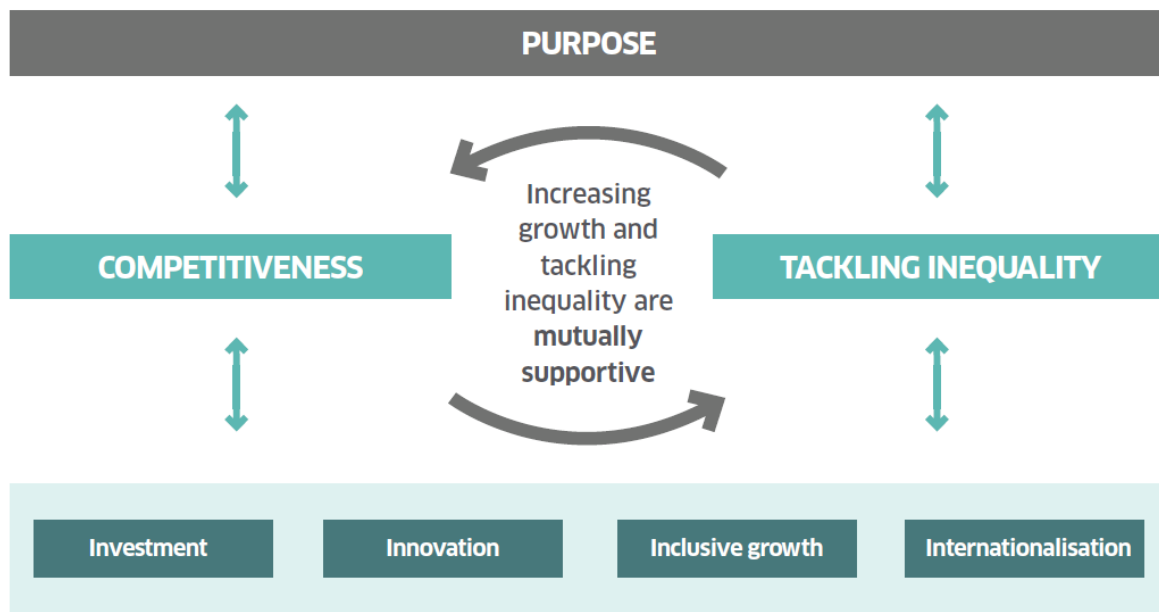 PURPOSE
COMPETITIVENESS
Increasing
growth and
tackling
inequality are
mutually
supportive
TACKLING INEQUALITY
Investment
Innovation
Inclusive growth
Internationalisation